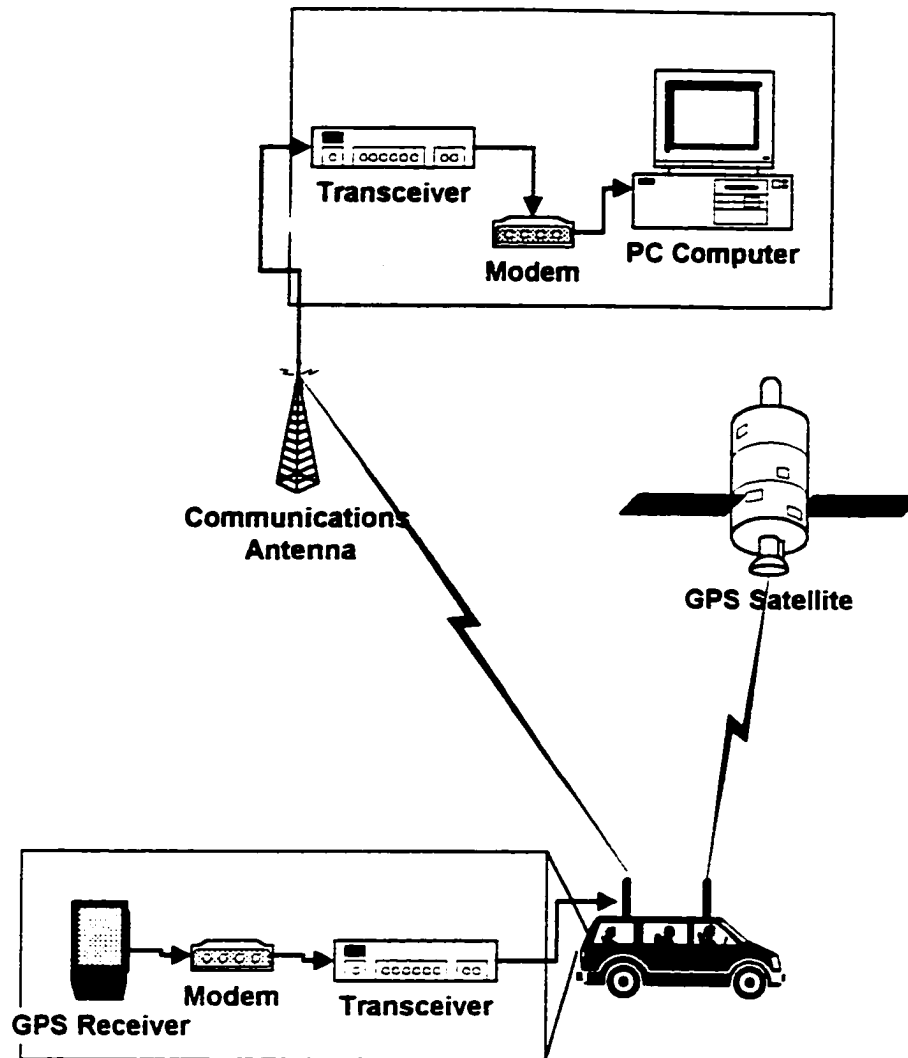 Transceiver
Modem
PC Computer
Communications
Antenna
GPS Satellite
GPS Receiver
Modem
Transceiver